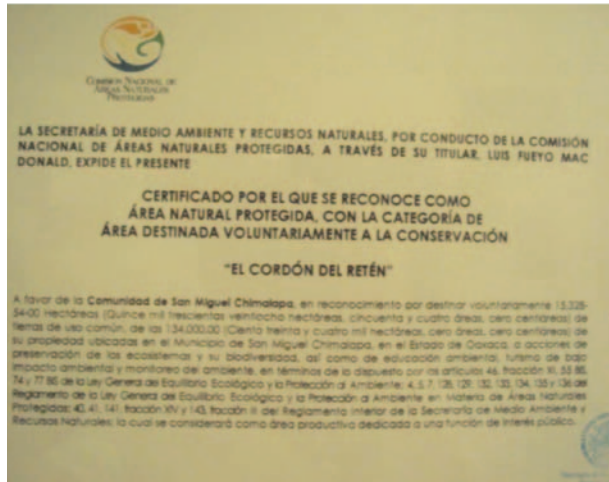 COMISIÓN NACIONAL DE
ÁREAS NATURALES
PROTEGIDAS
LA SECRETARÍA DE MEDIO AMBIENTE Y RECURSOS NATURALES, POR CONDUCTO DE LA COMISIÓN
NACIONAL DE ÁREAS NATURALES PROTEGIDAS, A TRAVÉS DE SU TITULAR, LUIS FUEYO MAC
DONALD, EXPIDE EL PRESENTE
CERTIFICADO POR EL QUE SE RECONOCE COMO
ÁREA NATURAL PROTEGIDA, CON LA CATEGORÍA DE
ÁREA DESTINADA VOLUNTARIAMENTE A LA CONSERVACIÓN
"EL CORDÓN DEL RETÉN"
A favor de la Comunidad de San Miguel Chimalapa, en reconocimiento por destinar voluntariamente 15,328-
54-00 Hectáreas (Quince mil trescientas veintiocho hectáreas, cincuenta y cuatro áreas, cero centiáreas) de
tierras de uso común, de las 134,000.00 (Ciento treinta y cuatro mil hectáreas, cero áreas, cero centiáreas) de
su propiedad ubicadas en el Municipio de San Miguel Chimalapa, en el Estado de Oaxaca, a acciones de
preservación de los ecosistemas y su biodiversidad, así como de educación ambiental, turismo de bajo
impacto ambiental y monitoreo del ambiente, en términos de lo dispuesto por los artículos 46, fracción XI, 55 BIS,
74 y 77 BIS de la Ley General del Equilibrio Ecológico y la Protección al Ambiente; 4, 5, 7, 128, 129, 132, 133, 134, 135 y 136 del
Reglamento de la Ley General del Equilibrio Ecológico y la Protección al Ambiente en Materia de Áreas Naturales
Protegidas; 40, 41, 141, fracción XIV y 143, fracción III del Reglamento Interior de la Secretaría de Medio Ambiente y
Recursos Naturales; la cual se considerará como área productiva dedicada a una función de interés público.